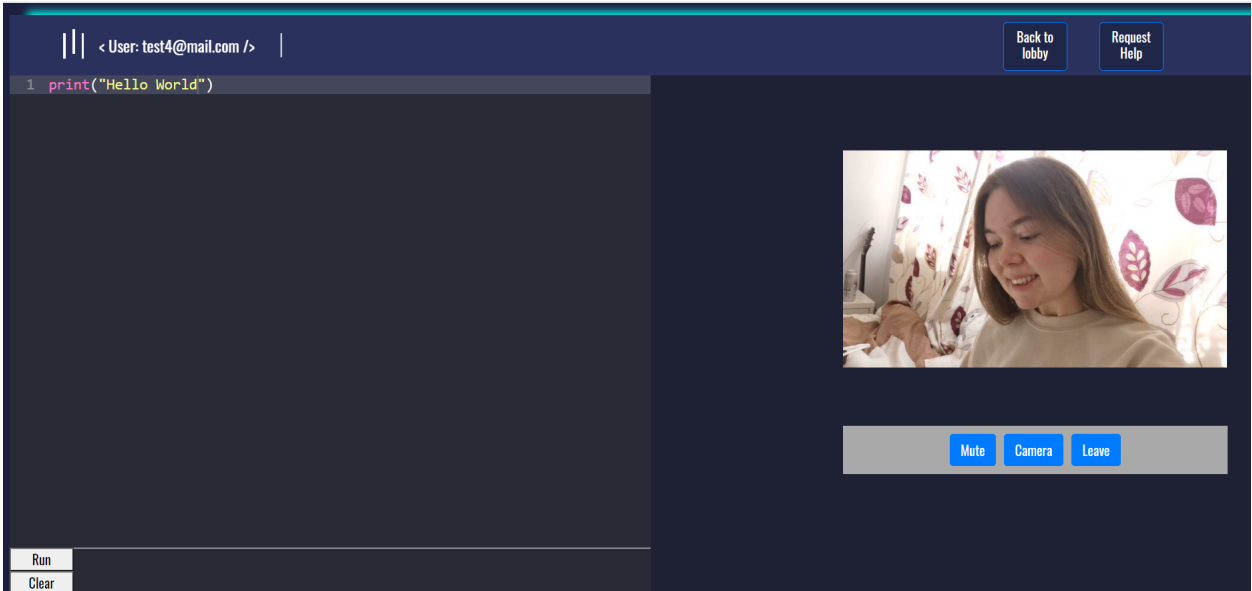 < User: test4@mail.com />
Back to
lobby
Request
Help
1 print("Hello World")
Mute
Camera
Leave
Run
Clear